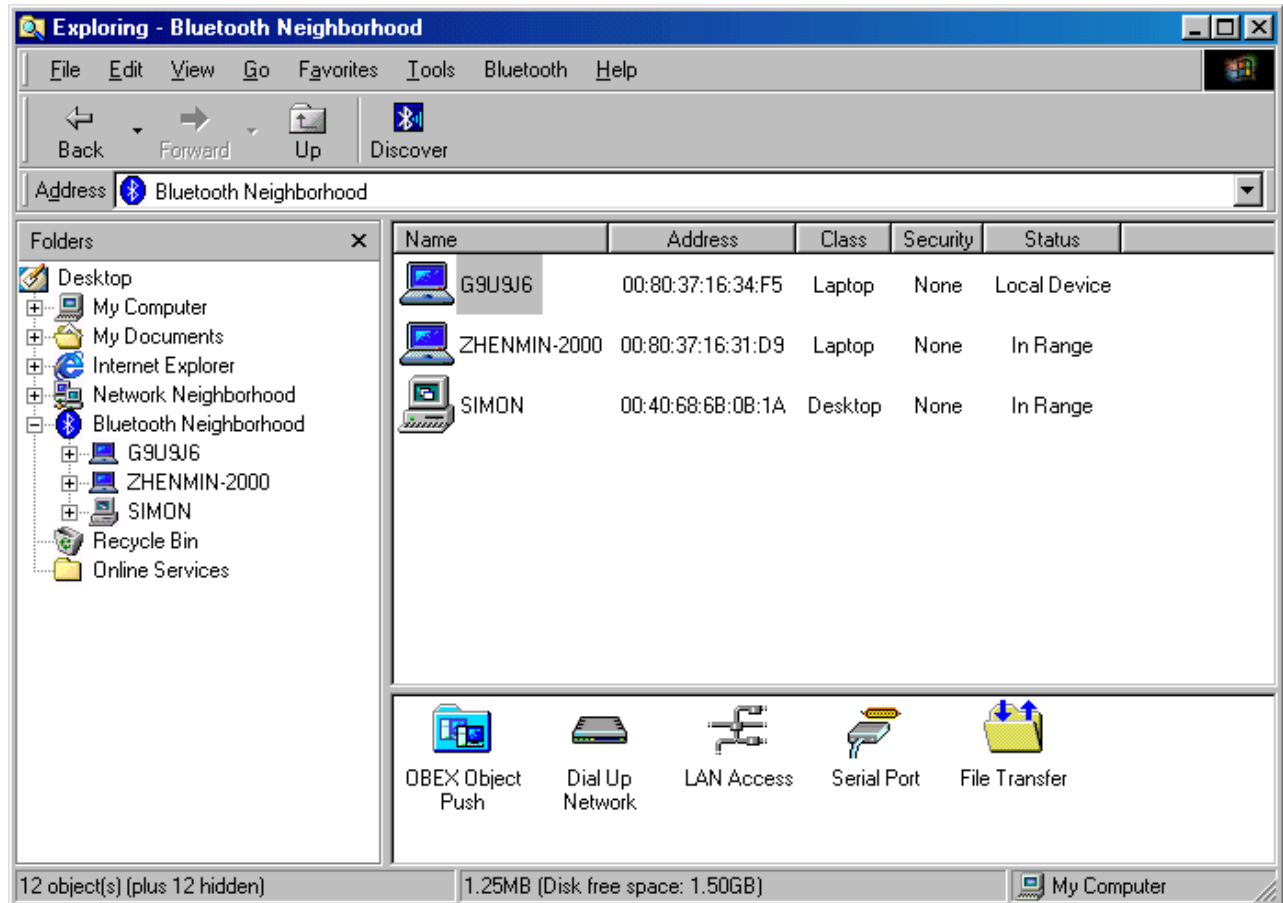 Exploring - Bluetooth Neighborhood
File Edit View Go Favorites Tools Bluetooth Help
Back Forward Up Discover
Address Bluetooth Neighborhood
Folders
Desktop
My Computer
My Documents
Internet Explorer
Network Neighborhood
Bluetooth Neighborhood
G9U9J6
ZHENMIN-2000
SIMON
Recycle Bin
Online Services
Name Address Class Security Status
G9U9J6 00:80:37:16:34:F5 Laptop None Local Device
ZHENMIN-2000 00:80:37:16:31:D9 Laptop None In Range
SIMON 00:40:68:6B:0B:1A Desktop None In Range
OBEX Object Push
Dial Up Network
LAN Access
Serial Port
File Transfer
12 object(s) (plus 12 hidden) 1.25MB (Disk free space: 1.50GB) My Computer